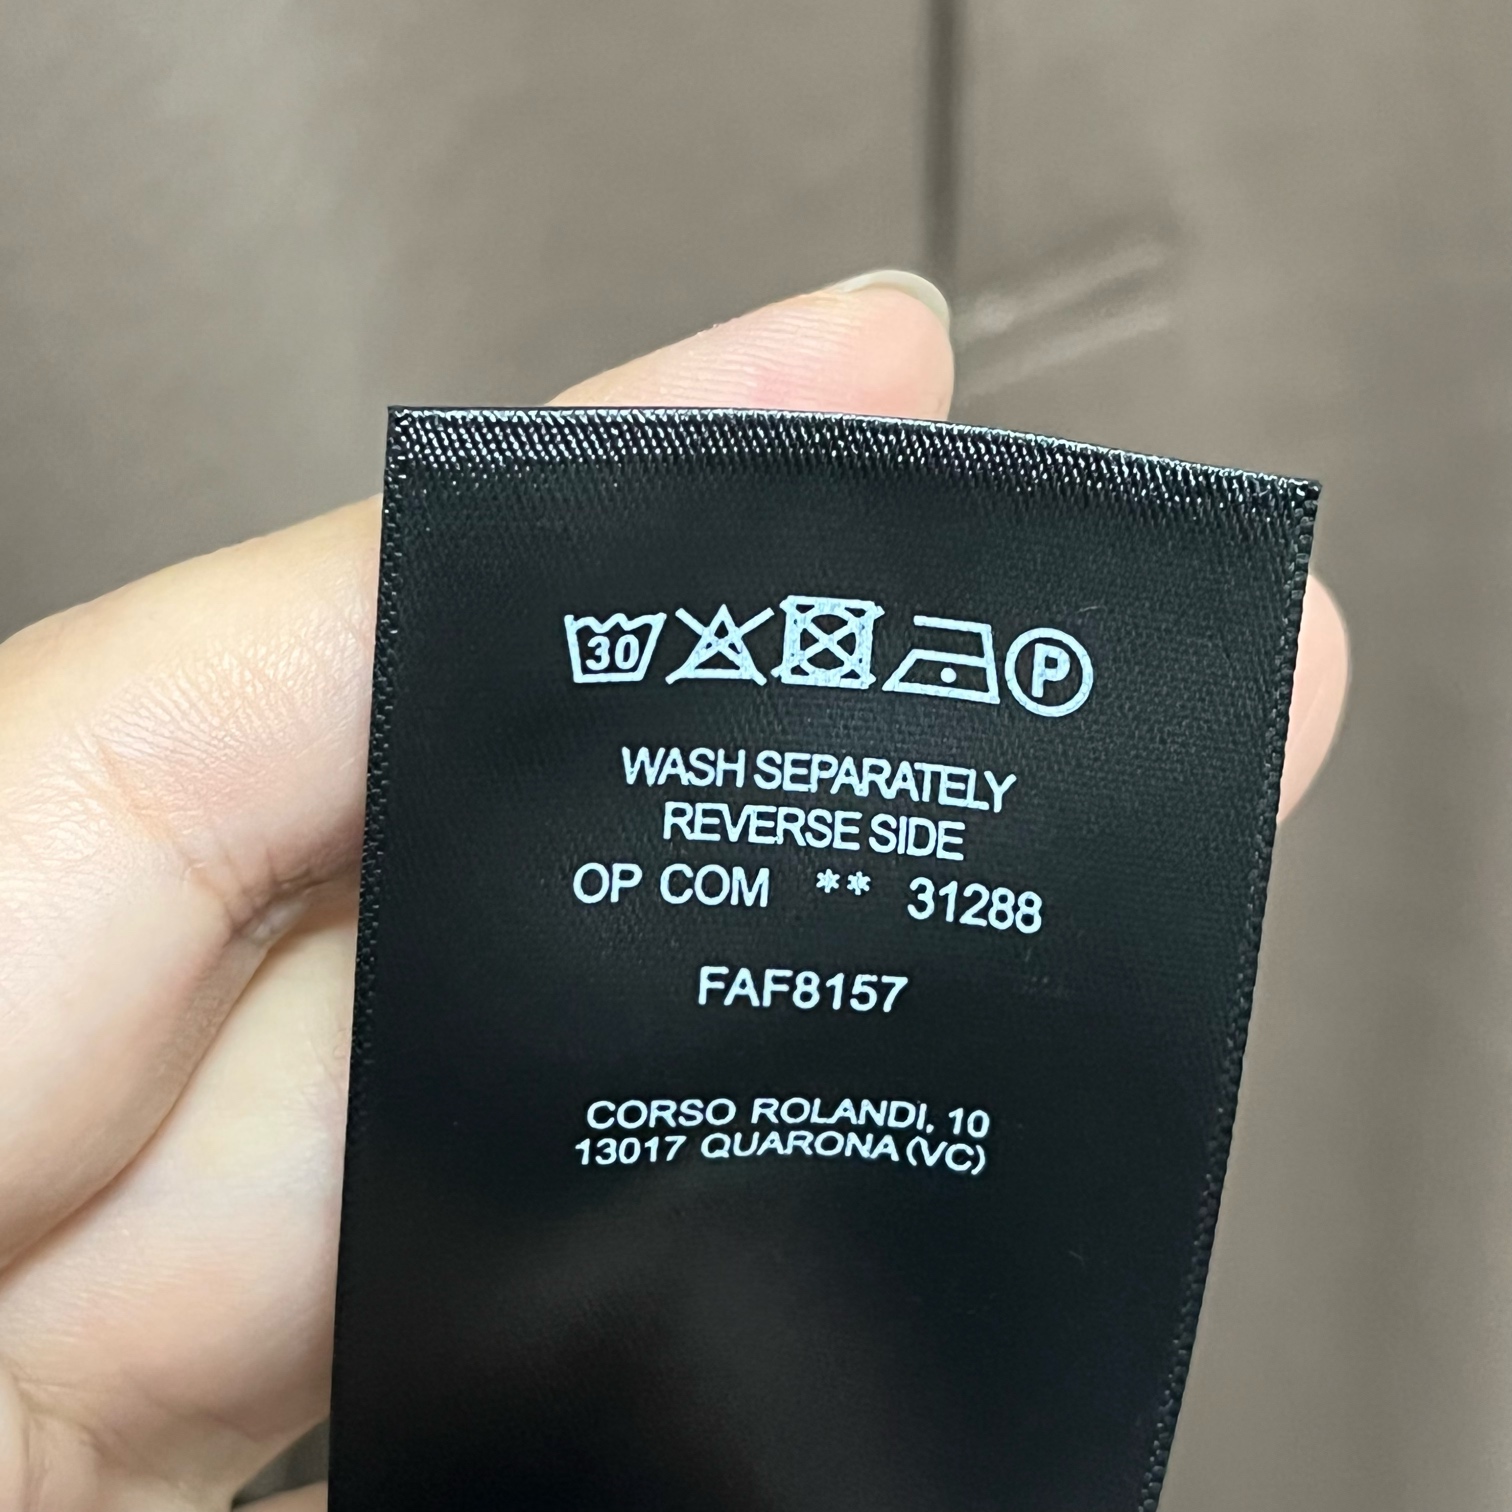 30 P
WASH SEPARATELY
REVERSE SIDE
OP COM ** 31288
FAF8157
CORSO ROLANDI, 10
13017 QUARONA (VC)